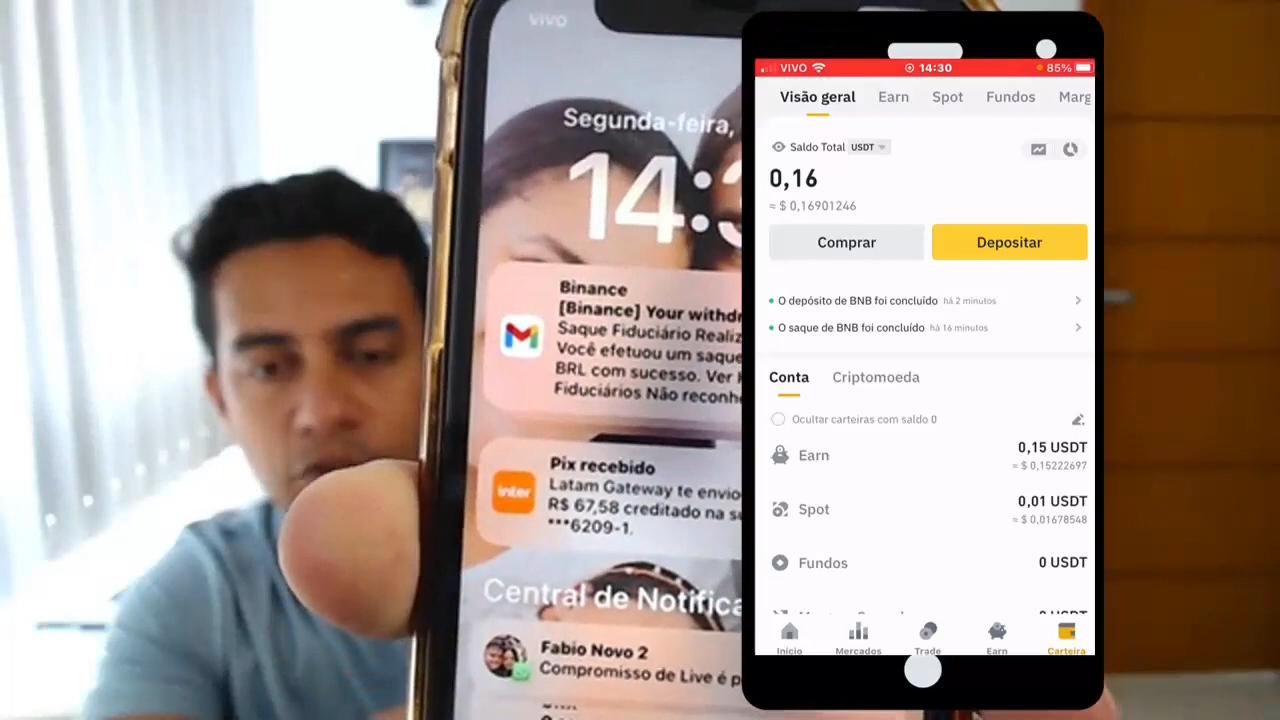 vivo
Segunda-feira,
14:3
Binance
[Binance] Your withdr
Saque Fiduciário Realiz
Você efetuou um saque
BRL com sucesso. Ver
Fiduciários Não reconh
Pix recebido
Latam Gateway te envio
R$ 67,58 creditado na s
***6209-1.
inter
Central de Notifica
Fabio Novo 2
Compromisso de Live é p
VIVO
14:30
85%
Visão geral
Earn
Spot
Fundos
Marg
Saldo Total USDT
0,16
≈ $ 0,16901246
Comprar
Depositar
O depósito de BNB foi concluído há 2 minutos
O saque de BNB foi concluído há 16 minutos
Conta
Criptomoeda
Ocultar carteiras com saldo 0
Earn
0,15 USDT
≈ $ 0,15222697
Spot
0,01 USDT
≈ $ 0,01678548
Fundos
0 USDT
0 USDT
Início
Mercados
Trade
Earn
Carteira